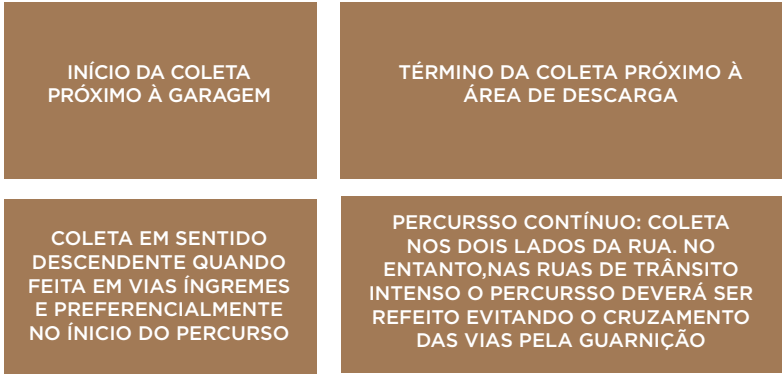 INÍCIO DA COLETA
PRÓXIMO À GARAGEM
TÉRMINO DA COLETA PRÓXIMO À
ÁREA DE DESCARGA
COLETA EM SENTIDO
DESCENDENTE QUANDO
FEITA EM VIAS ÍNGREMES
E PREFERENCIALMENTE
NO ÍNICIO DO PERCURSO
PERCURSSO CONTÍNUO: COLETA
NOS DOIS LADOS DA RUA. NO
ENTANTO,NAS RUAS DE TRÂNSITO
INTENSO O PERCURSSO DEVERÁ SER
REFEITO EVITANDO O CRUZAMENTO
DAS VIAS PELA GUARNIÇÃO